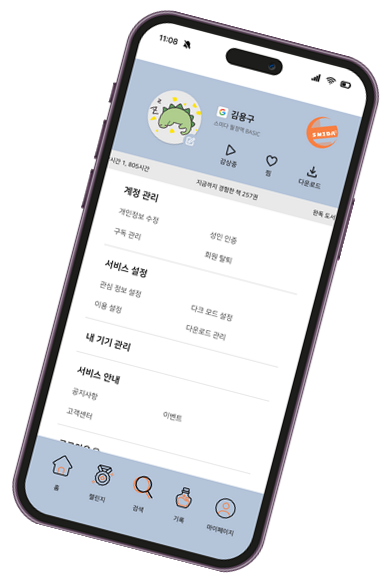 11:08
김용구
스미다 월정액 BASIC
SMIDA
감상중
찜
다운로드
시간 1, 805시간
지금까지 경험한 책 257권
완독 도서
계정 관리
개인정보 수정
성인 인증
구독 관리
회원 탈퇴
서비스 설정
관심 정보 설정
다크 모드 설정
이용 설정
다운로드 관리
내 기기 관리
서비스 안내
공지사항
이벤트
고객센터
홈
챌린지
검색
기록
마이페이지